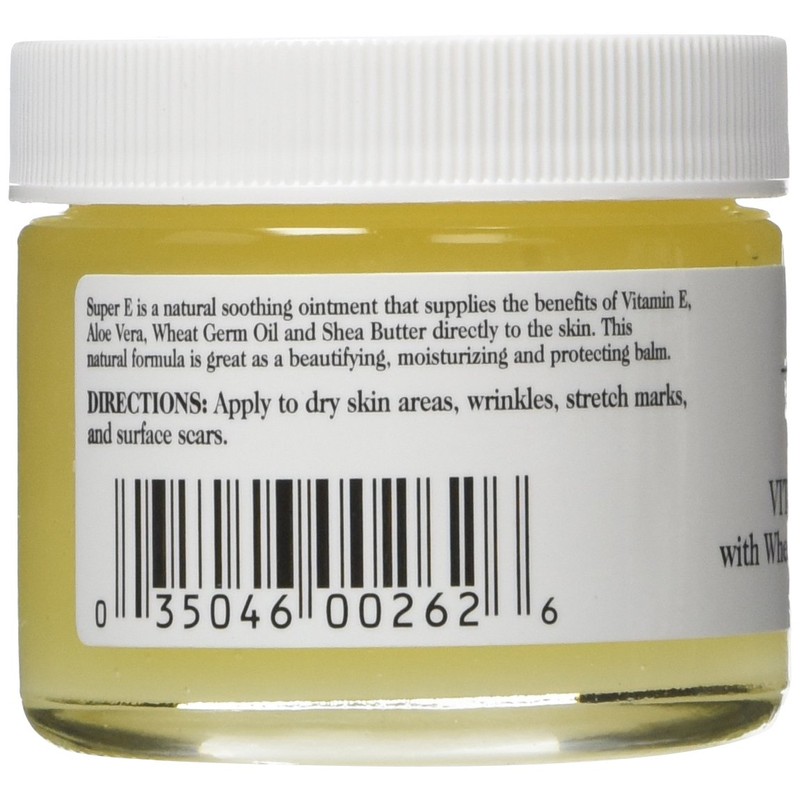 Super E is a natural soothing ointment that supplies the benefits of Vitamin E,
Aloe Vera, Wheat Germ Oil and Shea Butter directly to the skin. This
natural formula is great as a beautifying, moisturizing and protecting balm.
DIRECTIONS: Apply to dry skin areas, wrinkles, stretch marks,
and surface scars.
0 35046 00262 6
with